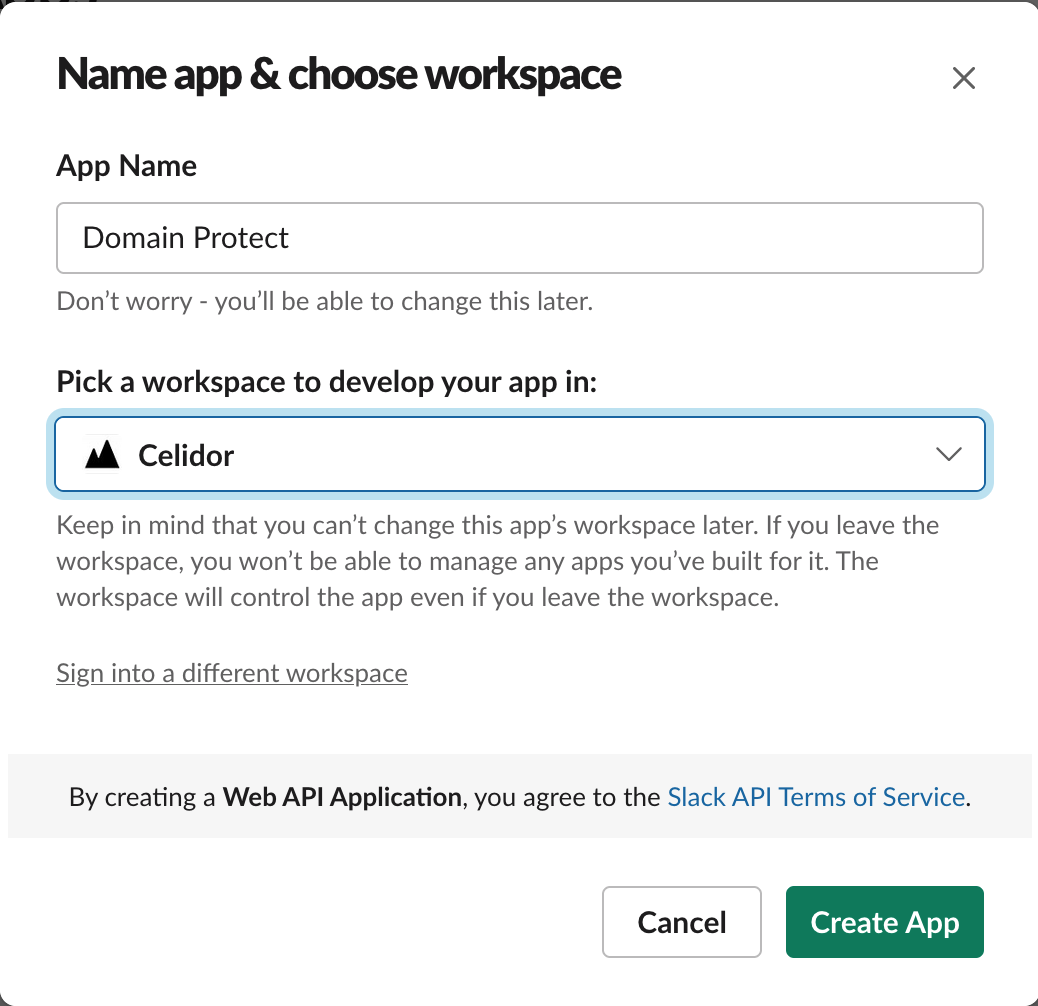 Name app & choose workspace
App Name
Domain Protect
Don’t worry - you’ll be able to change this later.
Pick a workspace to develop your app in:
Celidor
Keep in mind that you can’t change this app’s workspace later. If you leave the
workspace, you won’t be able to manage any apps you’ve built for it. The
workspace will control the app even if you leave the workspace.
Sign into a different workspace
By creating a Web API Application, you agree to the Slack API Terms of Service.
Cancel
Create App